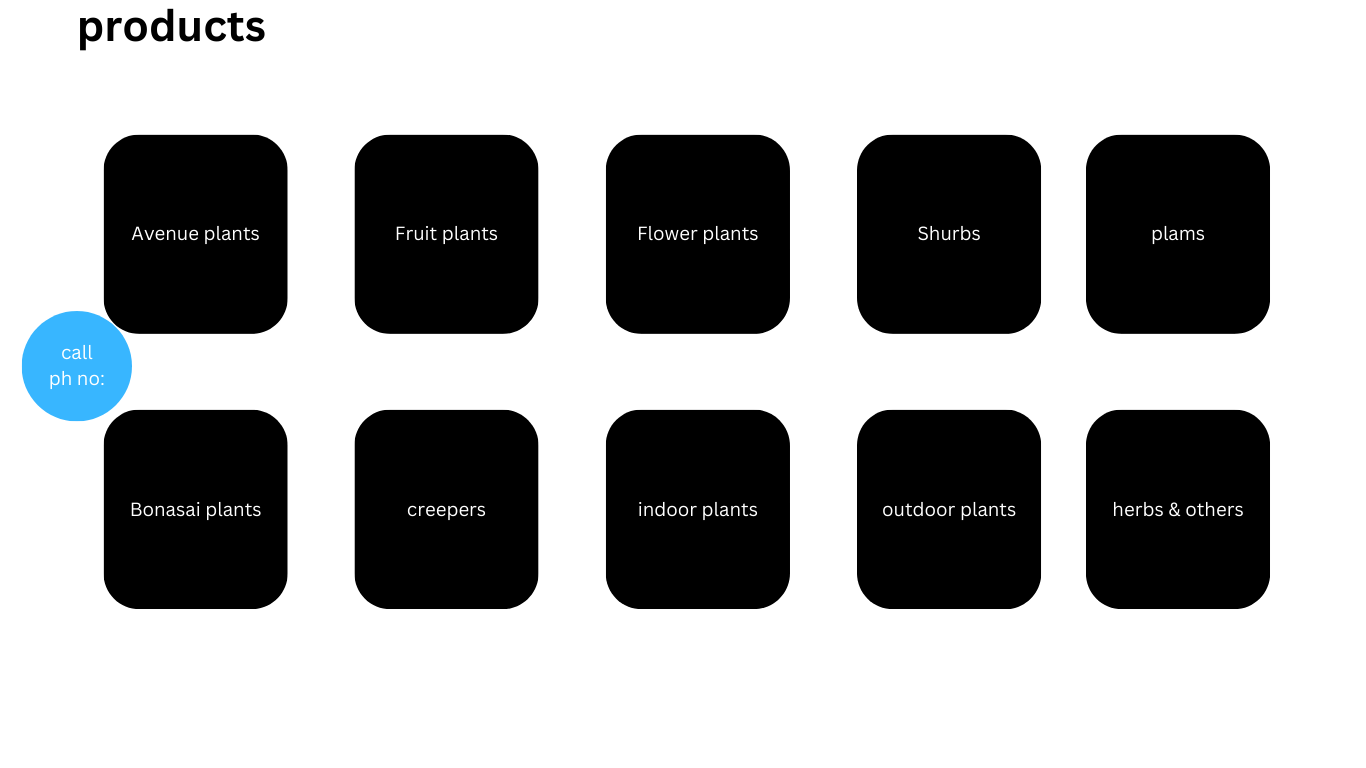 products
Avenue plants
Fruit plants
Flower plants
Shurbs
plams
call
ph no:
Bonasai plants
creepers
indoor plants
outdoor plants
herbs & others